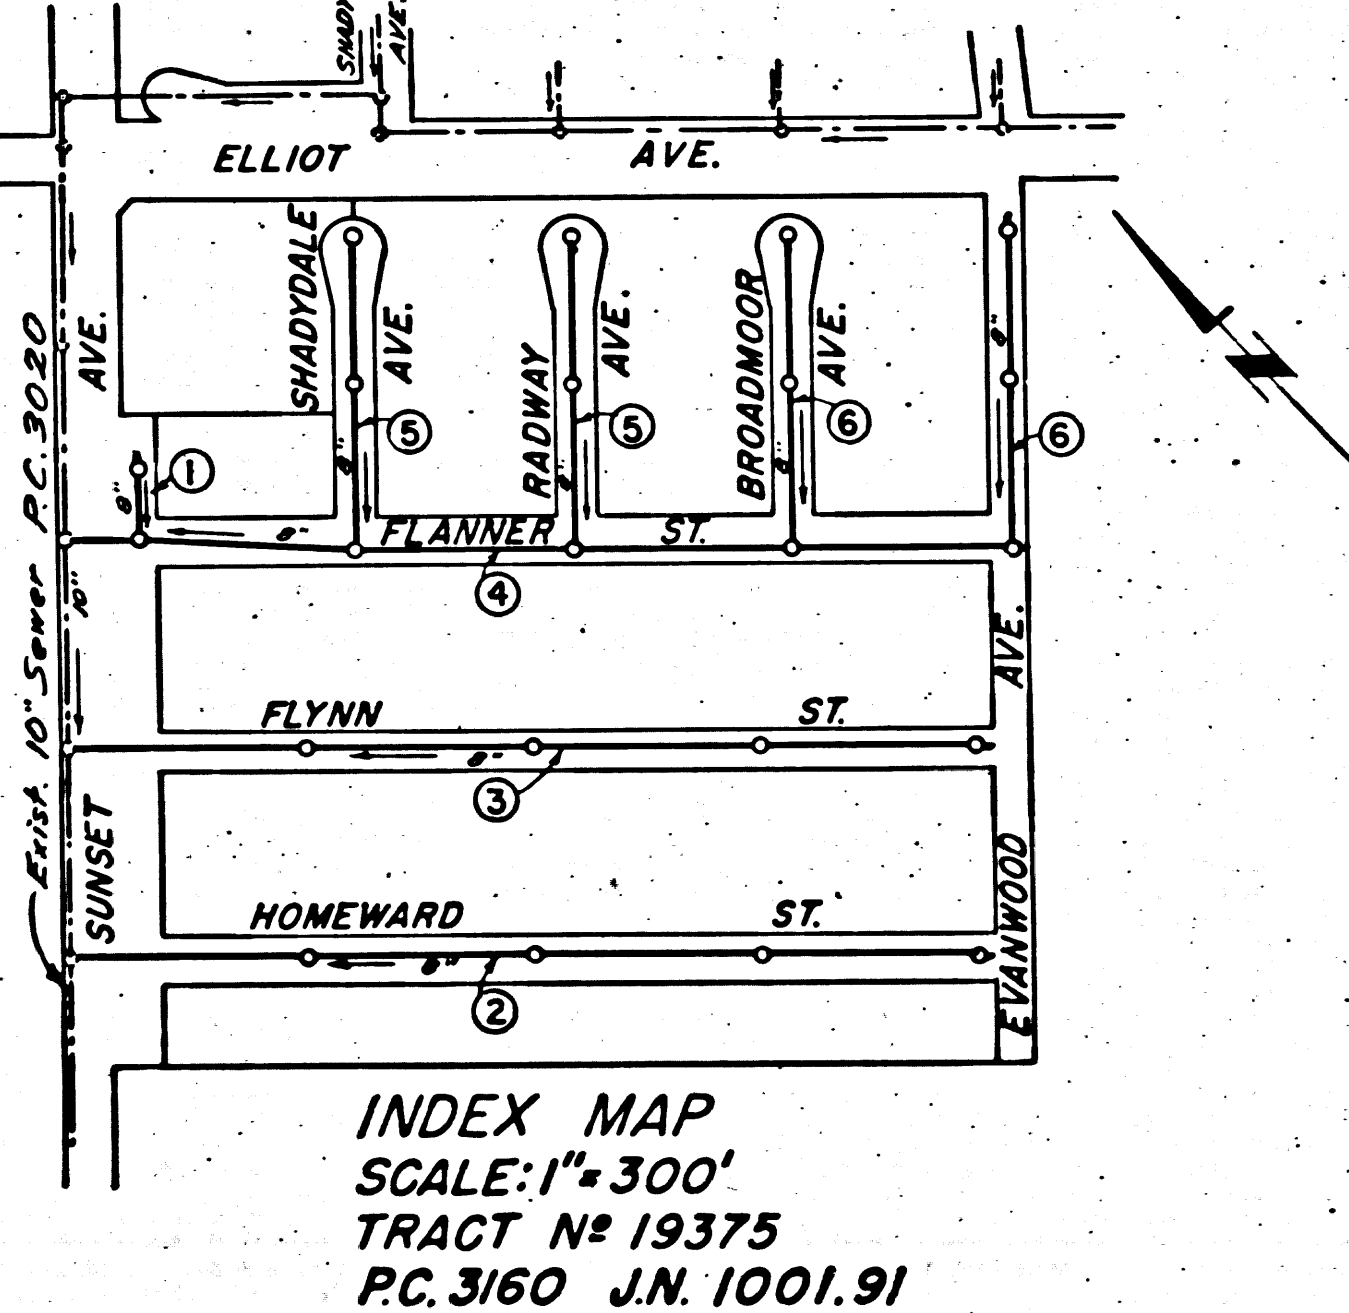 SHADY
AVE.
ELLIOT AVE.
SHADYDALE AVE.
RADWAY AVE.
BROADMOOR AVE.
8"
8"
8"
8"
8"
8"
1
5
5
6
6
FLANNER ST.
4
10"
FLYNN ST.
8"
3
HOMEWARD ST.
8"
2
SUNSET AVE.
EVANWOOD AVE.
Exist. 10" Sewer P.C. 3020
INDEX MAP
SCALE: 1" = 300'
TRACT Nº 19375
P.C. 3160 J.N. 1001.91